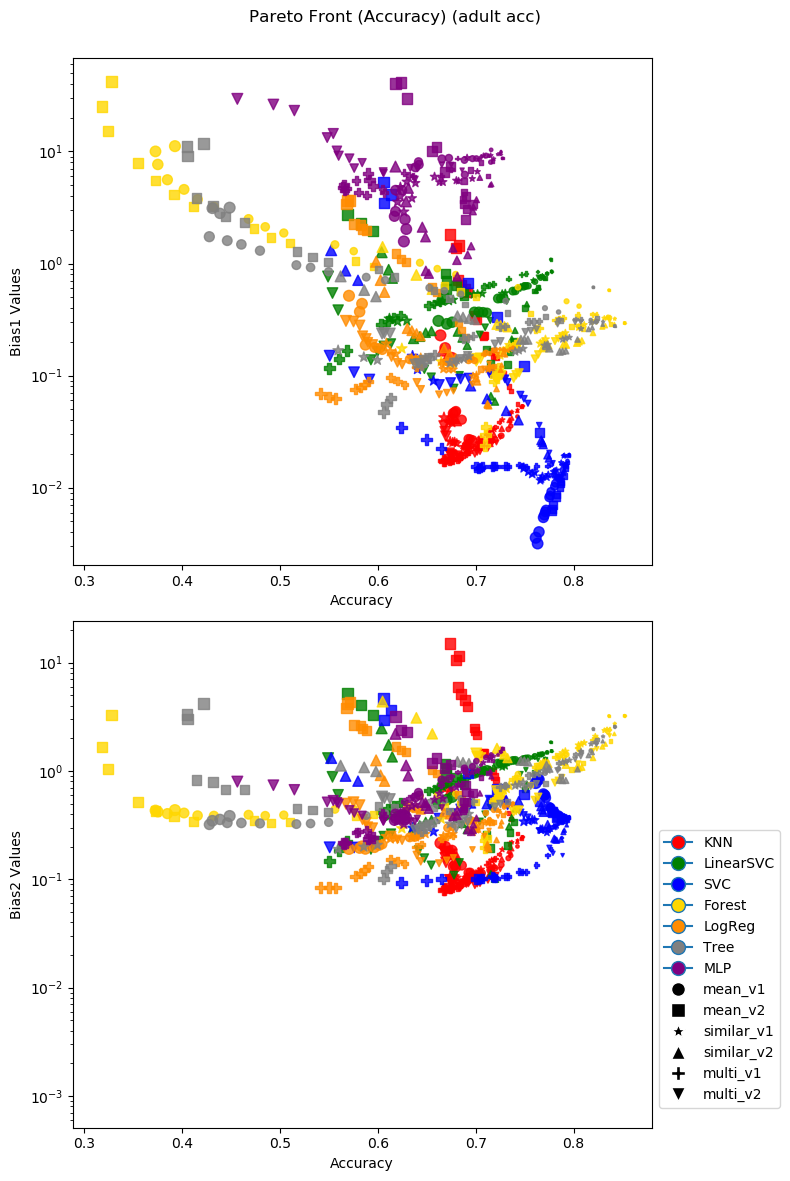 Pareto Front (Accuracy) (adult acc)
10^1
10^0
10^-1
10^-2
Bias1 Values
0.3 0.4 0.5 0.6 0.7 0.8
Accuracy
10^1
10^0
10^-1
10^-2
10^-3
Bias2 Values
0.3 0.4 0.5 0.6 0.7 0.8
Accuracy
KNN
LinearSVC
SVC
Forest
LogReg
Tree
MLP
mean_v1
mean_v2
similar_v1
similar_v2
multi_v1
multi_v2